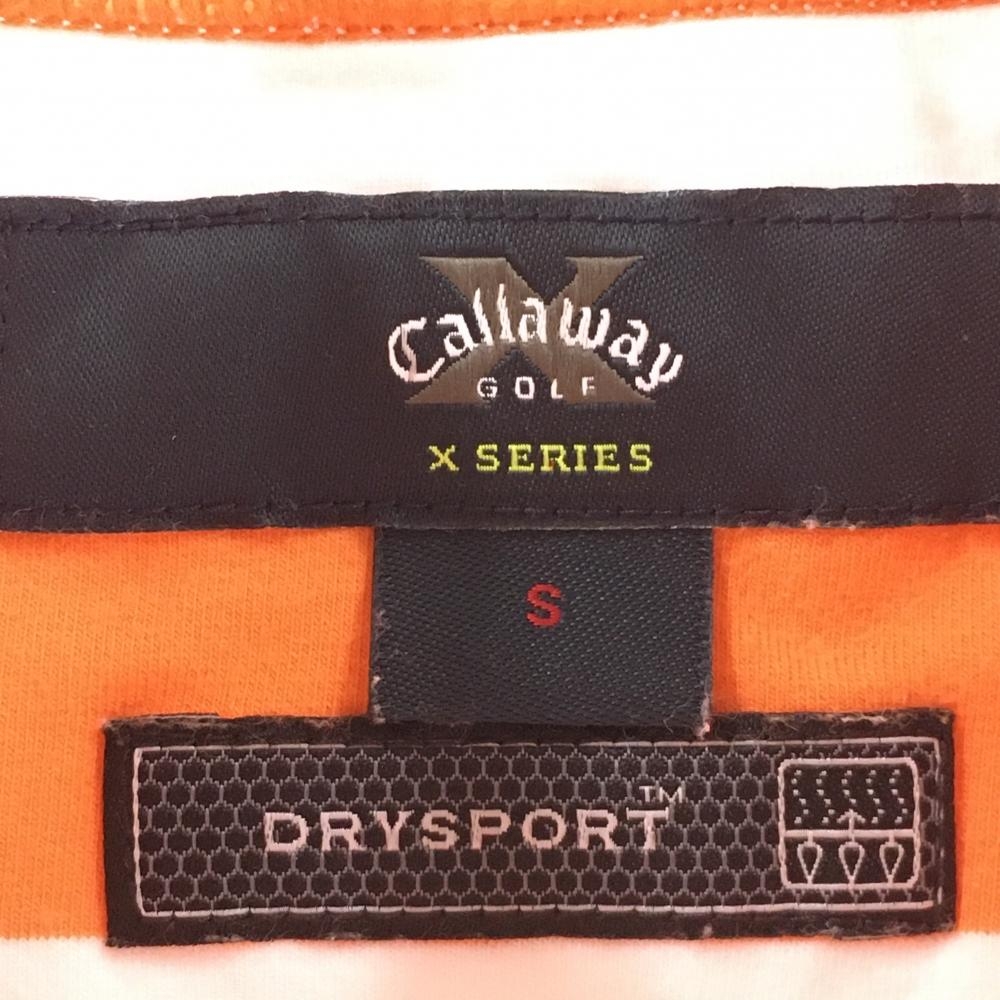 X
Callaway
GOLF
X SERIES
S
DRYSPORT™